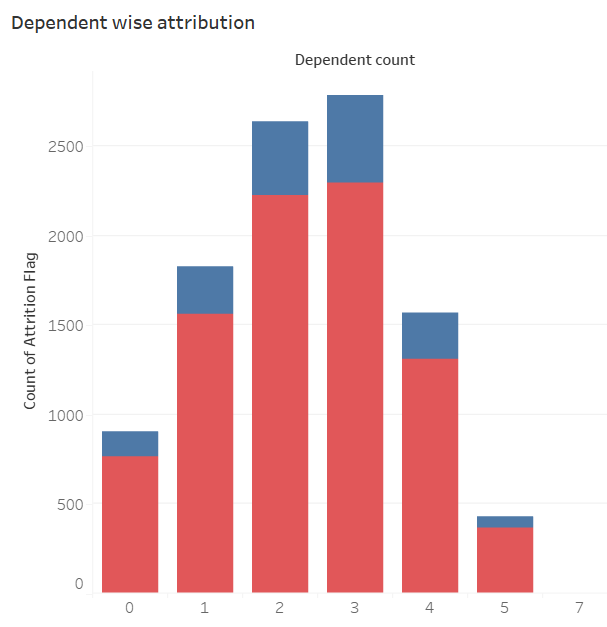 Dependent wise attribution
Dependent count
Count of Attrition Flag
2500
2000
1500
1000
500
0
0 1 2 3 4 5 7